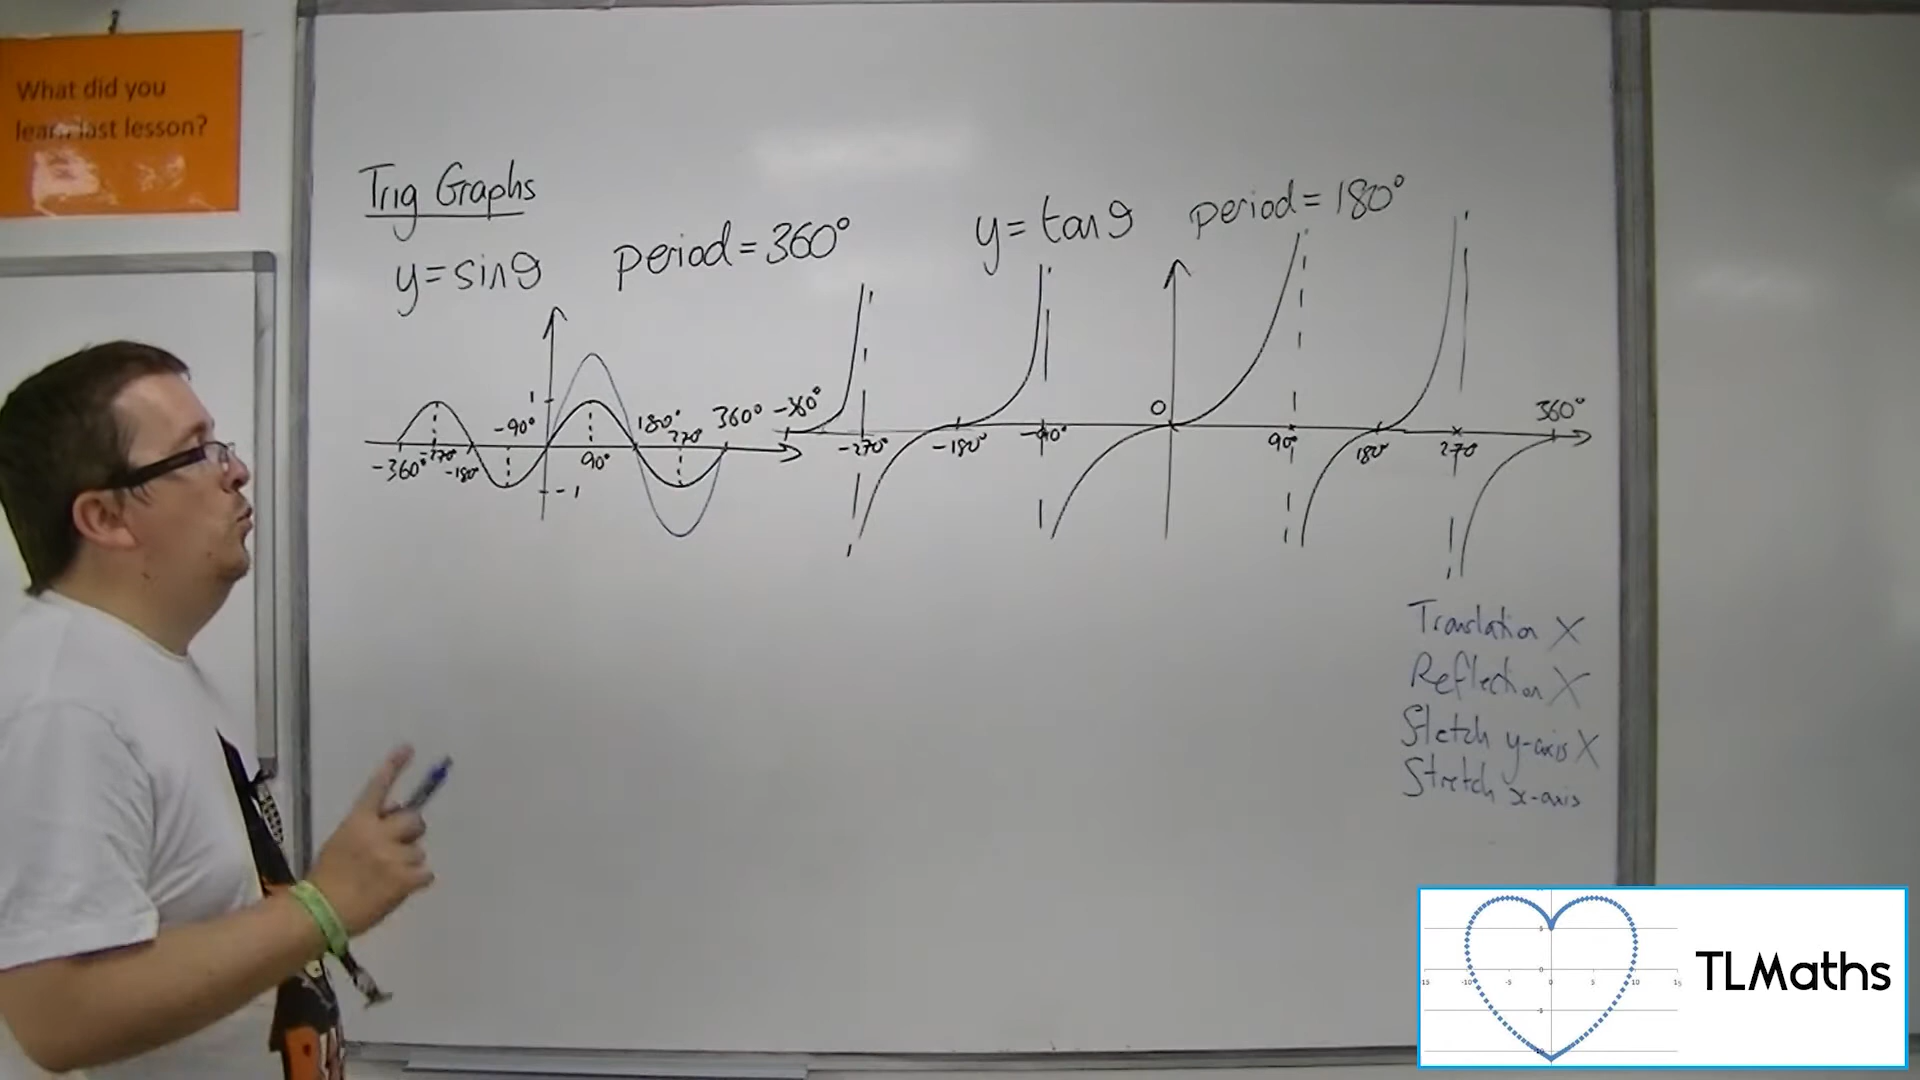 What did you
learn last lesson?
Trig Graphs
y=sinθ
period=360°
y=tanθ
period=180°
1
-1
-360°
-270°
-180°
-90°
90°
180°
270°
360°
-360°
-270°
-180°
-90°
0
90°
180°
270
360°
Translation X
Reflection X
Stretch y-axis X
Stretch x-axis
TLMaths